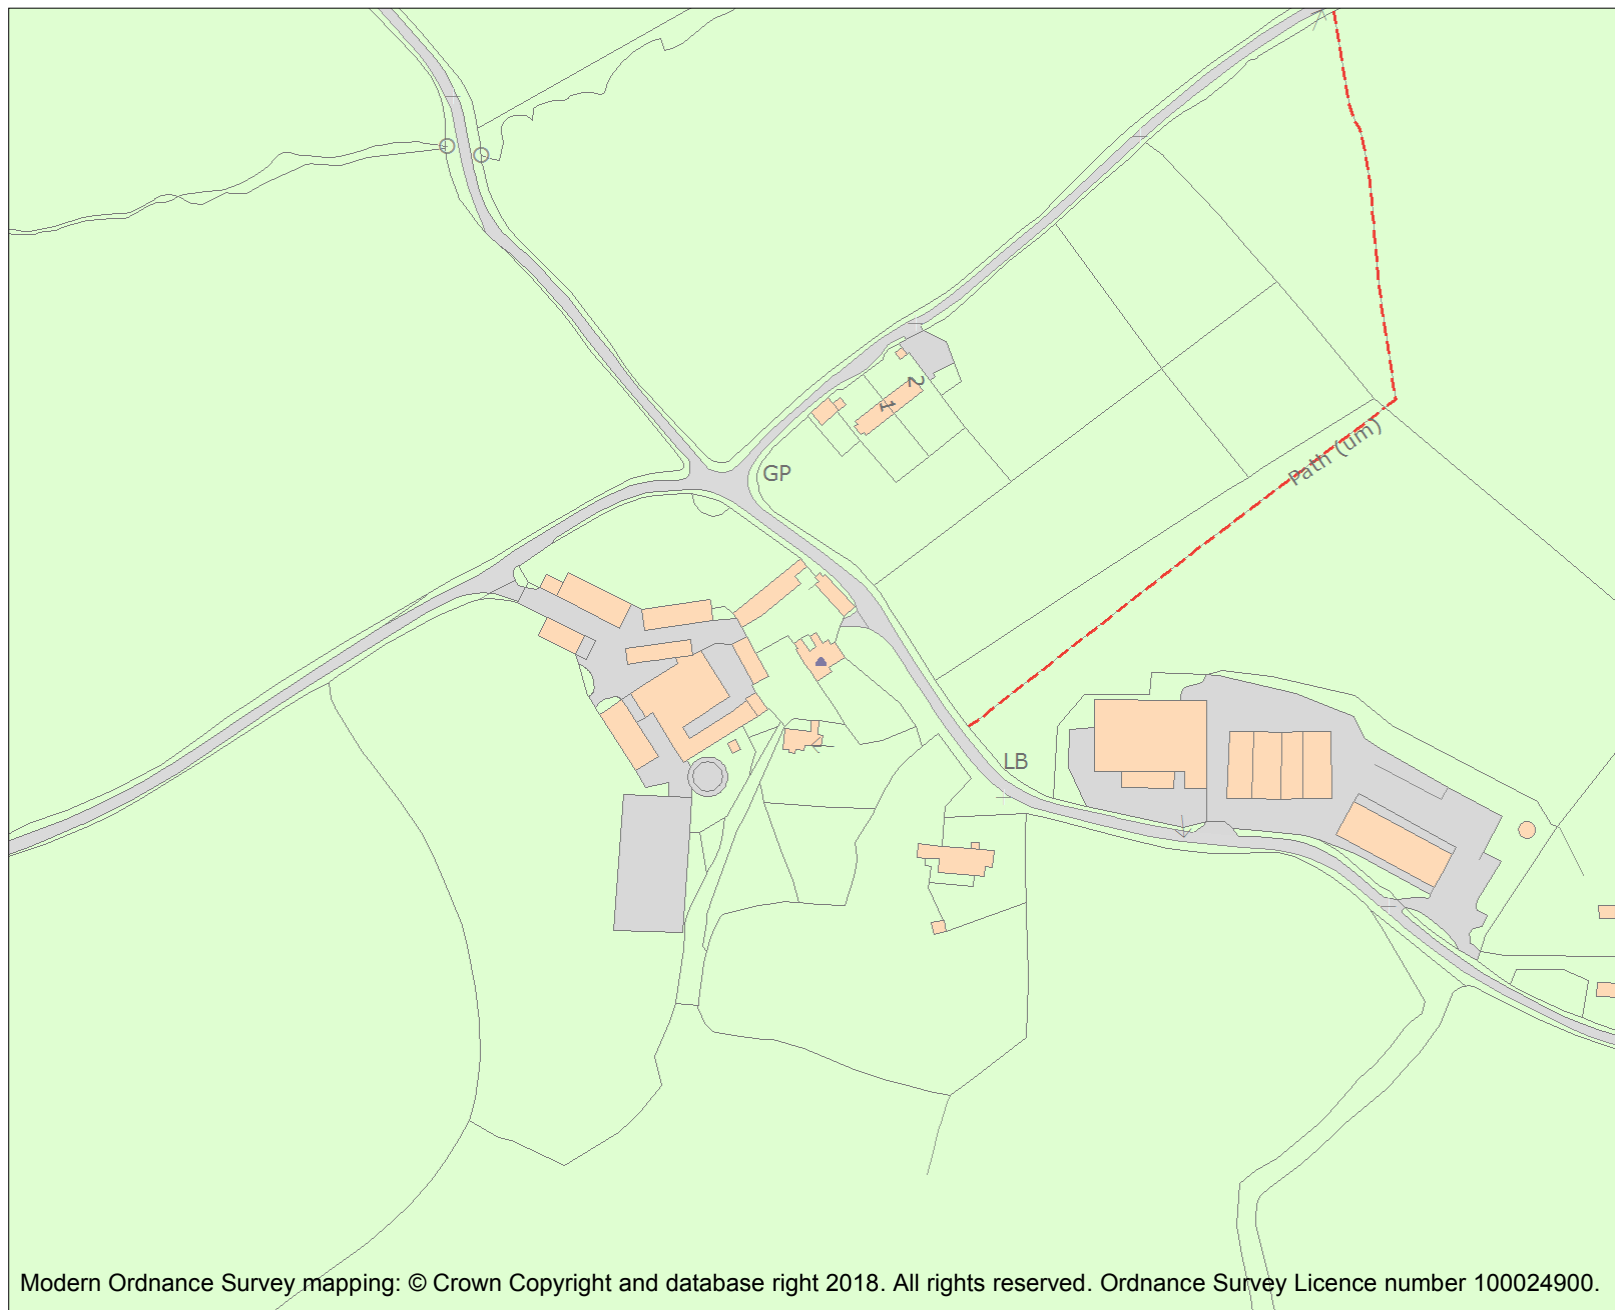 2
1
GP
Path (um)
LB
Modern Ordnance Survey mapping: © Crown Copyright and database right 2018. All rights reserved. Ordnance Survey Licence number 100024900.